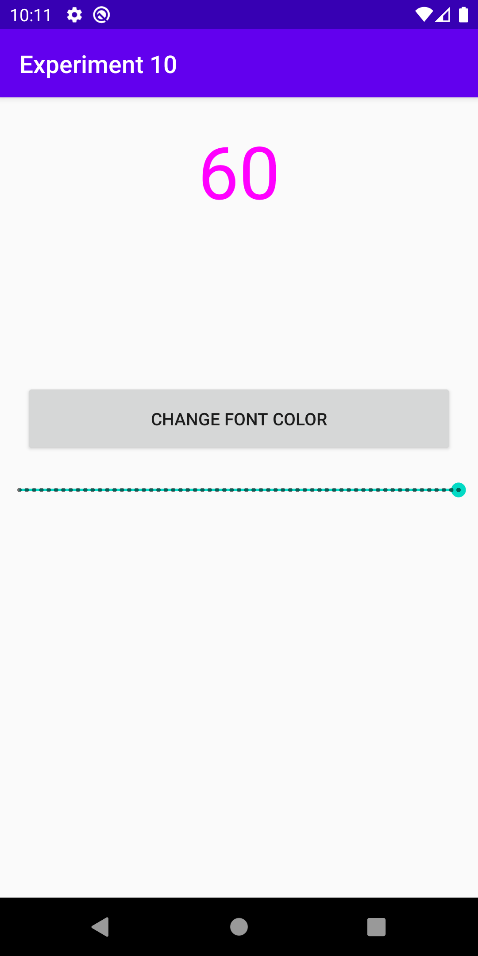 10:11
Experiment 10
60
CHANGE FONT COLOR